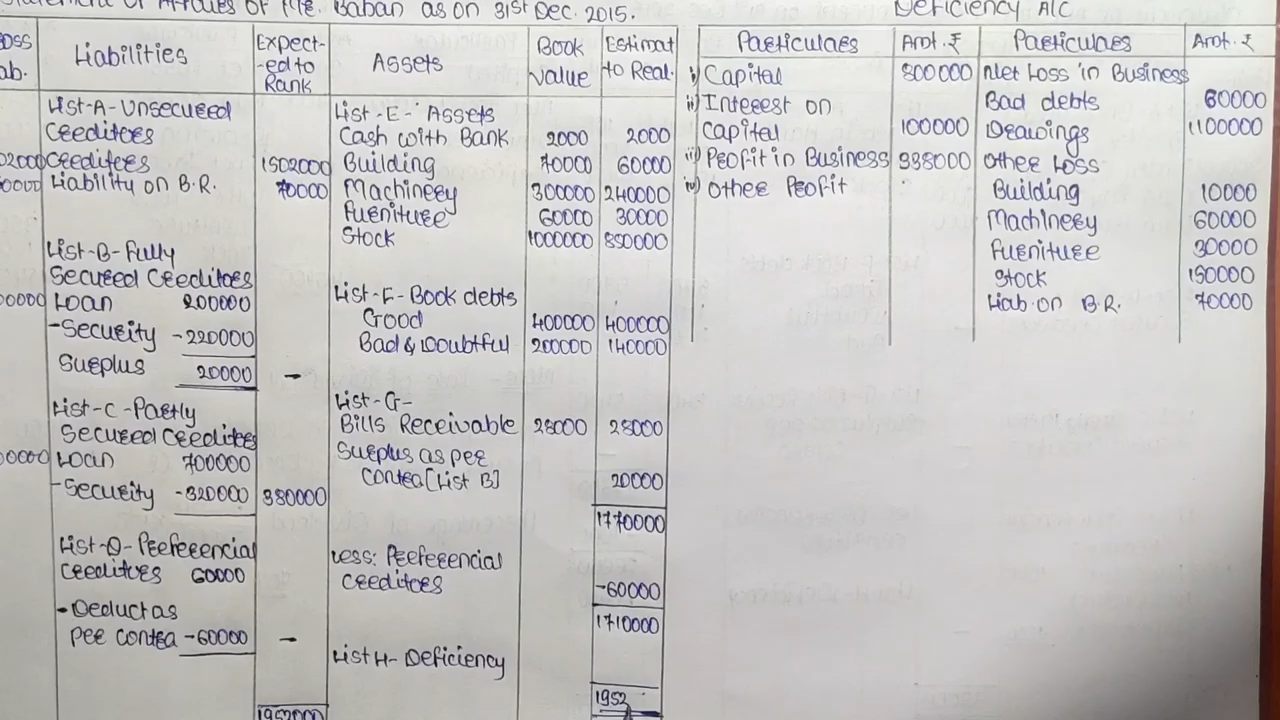 Statement of Affairs of Mr. Baban as on 31st Dec. 2015.
Deficiency A/C
Liabilities
Expect-
-ed to
Rank
Assets
Book
Value
Estimat
to Real.
List-A-Unsecured
Creditors
Creditors 1502000
Liability on B.R. 70000
List-B-Fully
Secured Creditors
Loan 200000
-Security -220000
Surplus 20000 -
List-C-Partly
Secured Creditors
Loan 700000
-Security -320000 380000
List-D-Preferencial
Creditors 60000
-Deduct as
per contra -60000 -
1952000
List-E-Assets
Cash with Bank 2000 2000
Building 70000 60000
Machinery 300000 240000
Furniture 60000 30000
Stock 1000000 850000
List-F-Book debts
Good 400000 400000
Bad & Doubtful 200000 140000
List-G-
Bills Receivable 28000 28000
Surplus as per
contra [List B] 20000
1770000
Less: Preferencial
Creditors -60000
1710000
List H- Deficiency
1952
Particulars Amt. ₹ Particulars Amt. ₹
i) Capital 800000
ii) Interest on
Capital 100000
iii) Profit in Business 938000
iv) Other Profit
Net Loss in Business
Bad debts 60000
Drawings 1100000
Other Loss
Building 10000
Machinery 60000
Furniture 30000
Stock 150000
Liab. on B.R. 70000